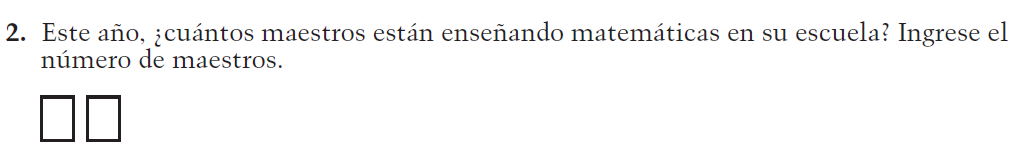 2. Este año, ¿cuántos maestros están enseñando matemáticas en su escuela? Ingrese el
número de maestros.